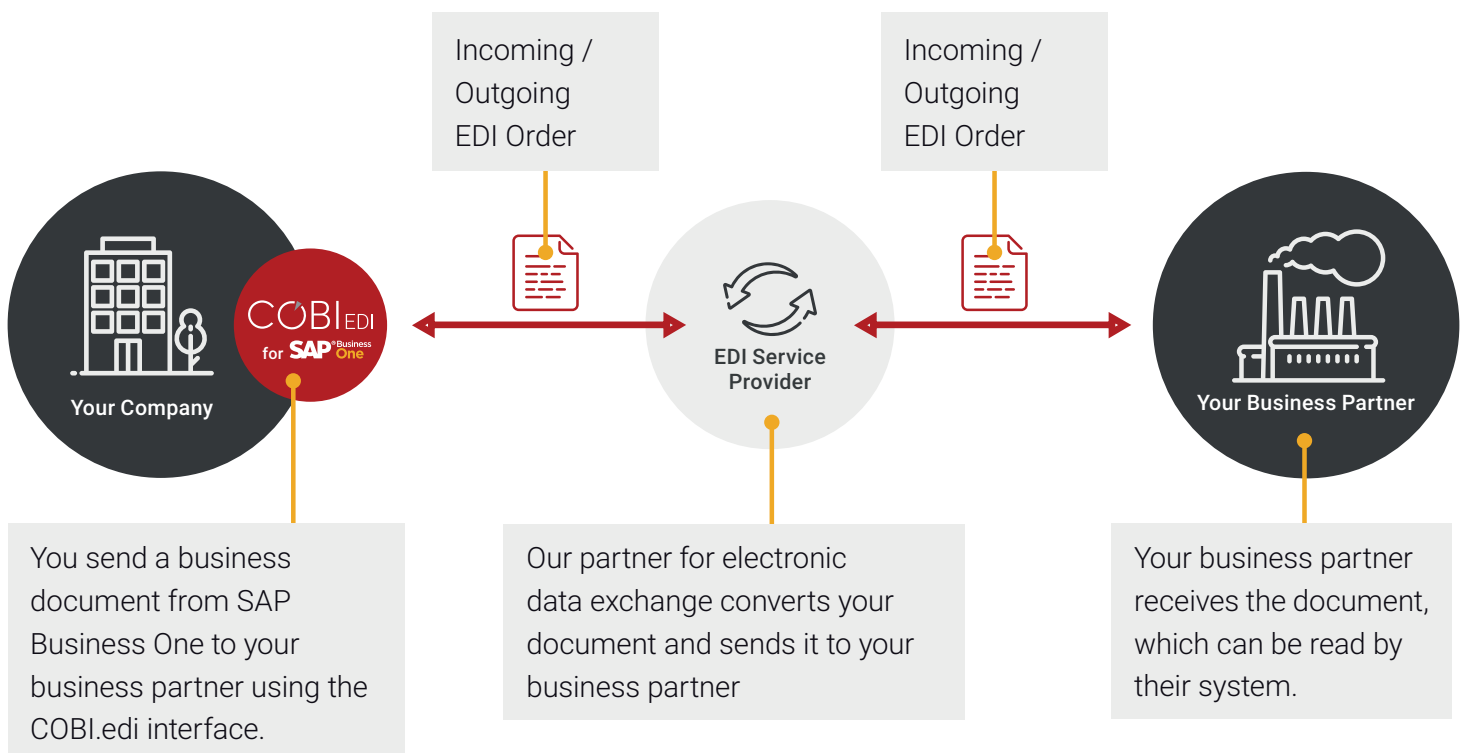 Incoming /
Outgoing
EDI Order
Incoming /
Outgoing
EDI Order
Your Company
COBI EDI
for SAP® Business
One
EDI Service
Provider
Your Business Partner
You send a business
document from SAP
Business One to your
business partner using the
COBI.edi interface.
Our partner for electronic
data exchange converts your
document and sends it to your
business partner
Your business partner
receives the document,
which can be read by
their system.